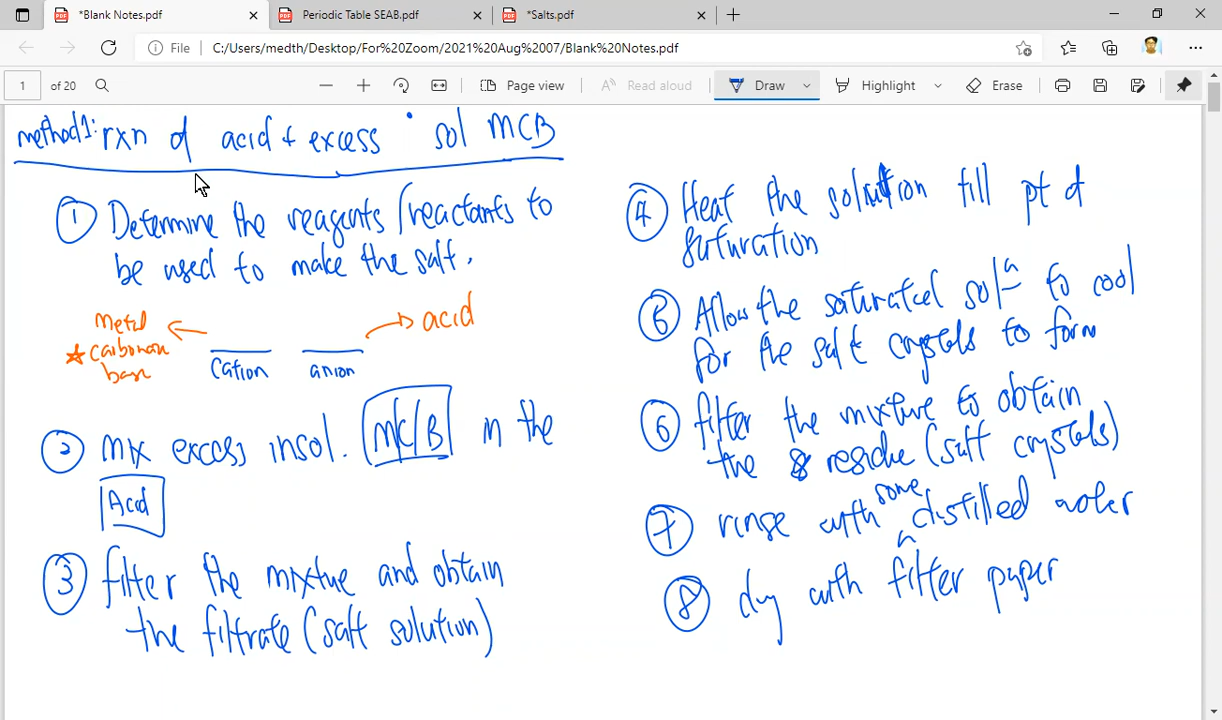 *Blank Notes.pdf
Periodic Table SEAB.pdf
*Salts.pdf
File C:/Users/medth/Desktop/For%20Zoom/2021%20Aug%2007/Blank%20Notes.pdf
1 of 20
Page view
Read aloud
Draw
Highlight
Erase
method 1: rxn of acid + excess sol MCB
① Determine the reagents /reactants to
be used to make the salt.
Metal
carbonate
base
acid
cation anion
② mix excess insol. M/C/B in the
Acid
③ filter the mixture and obtain
the filtrate (salt solution)
④ Heat the solution till pt of
saturation
⑤ Allow the saturated solⁿ to cool
for the salt crystals to form
⑥ filter the mixture to obtain
the residue (salt crystals)
⑦ rinse with some distilled water
⑧ dry with filter paper